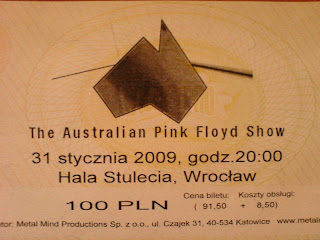 The Australian Pink Floyd Show
31 stycznia 2009, godz.20:00
Hala Stulecia, Wrocław
Cena biletu: Koszty obsługi:
100 PLN ( 91,50 + 8,50)
tor: Metal Mind Productions Sp. z o.o., ul. Czajek 31, 40-534 Katowice www.metalm